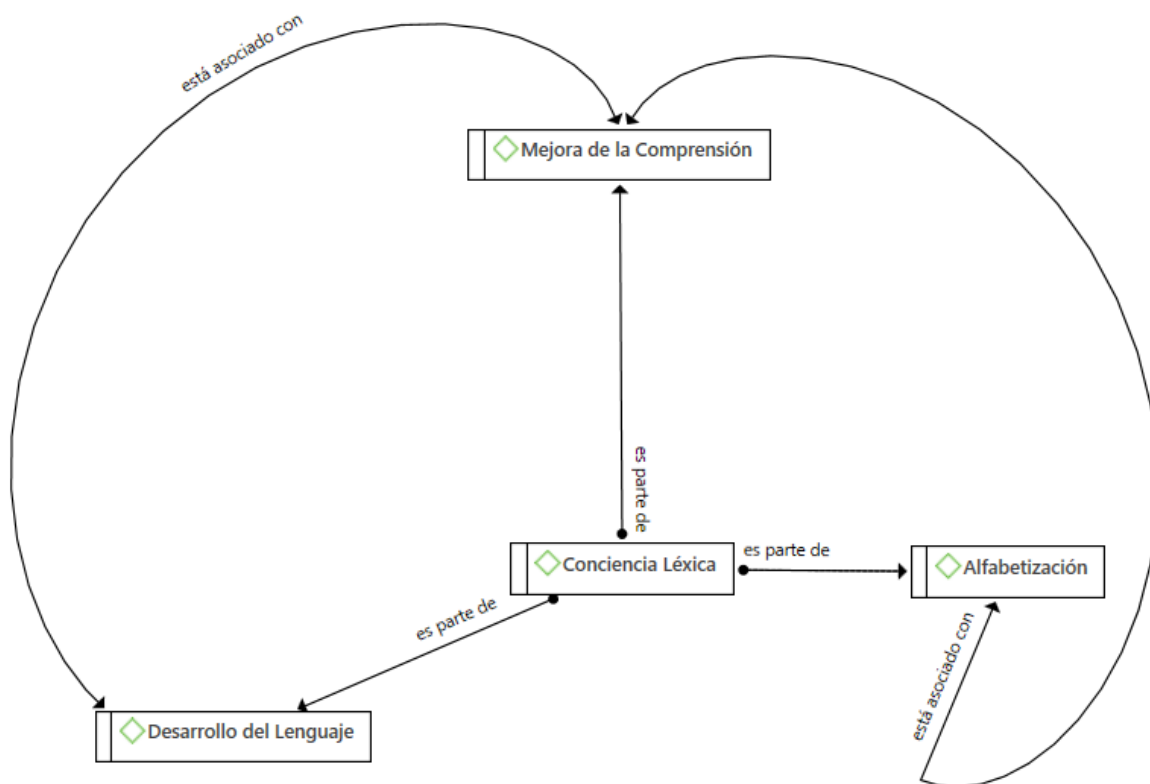 está asociado con
Mejora de la Comprensión
es parte de
Conciencia Léxica
es parte de
Alfabetización
es parte de
está asociado con
Desarrollo del Lenguaje